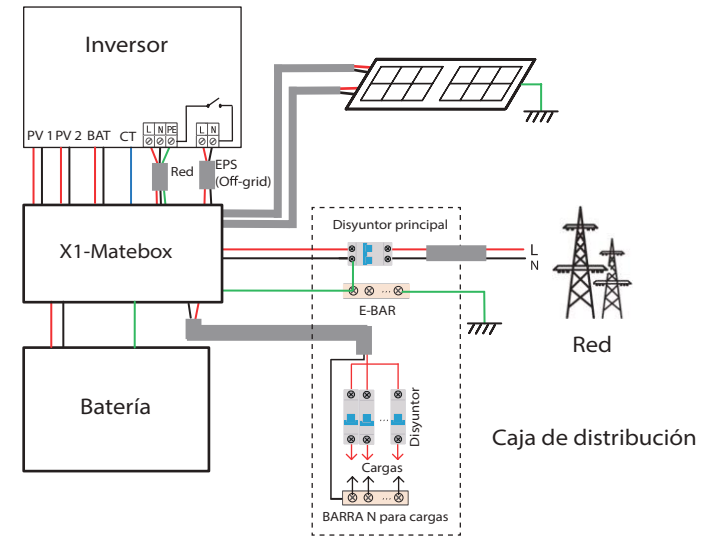 Inversor
PV 1 PV 2 BAT CT
L N PE
L N
Red
EPS
(Off-grid)
X1-Matebox
Disyuntor principal
L
N
E-BAR
Red
Batería
Disyuntor
...
Cargas
...
BARRA N para cargas
Caja de distribución